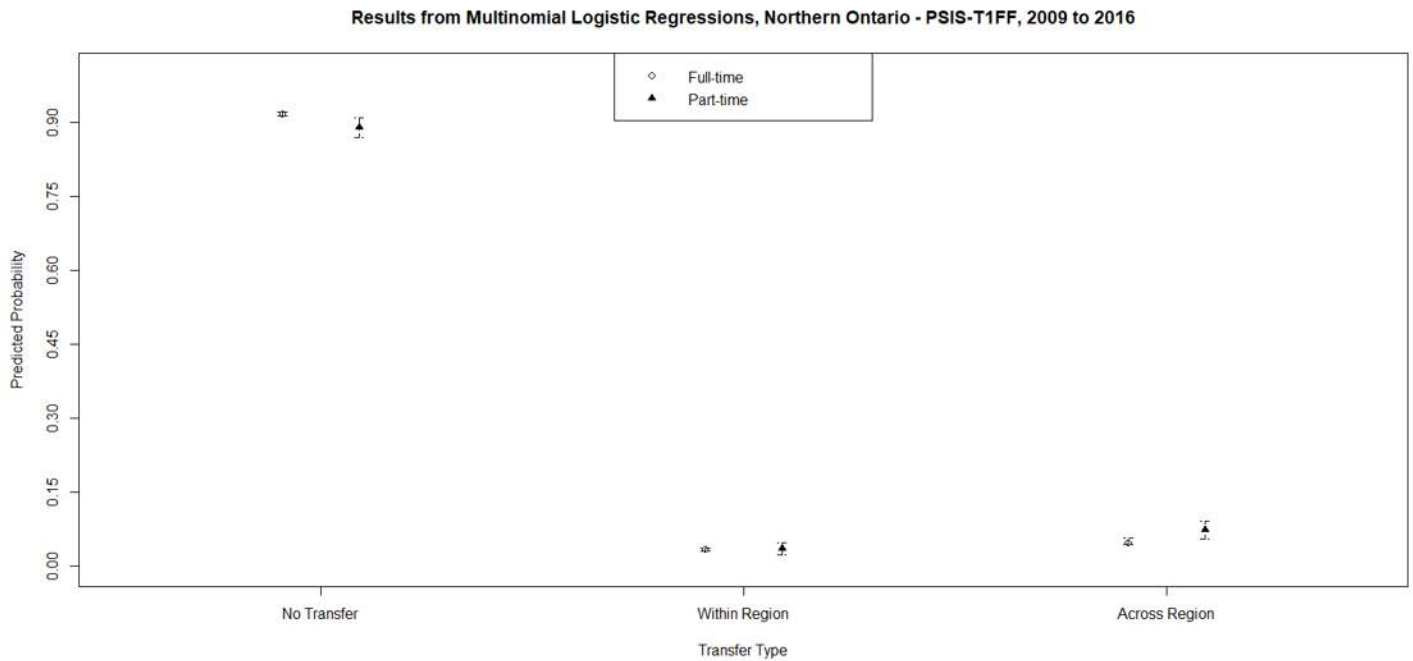 Results from Multinomial Logistic Regressions, Northern Ontario - PSIS-T1FF, 2009 to 2016
Full-time
Part-time
Predicted Probability
0.90
0.75
0.60
0.45
0.30
0.15
0.00
No Transfer
Within Region
Across Region
Transfer Type